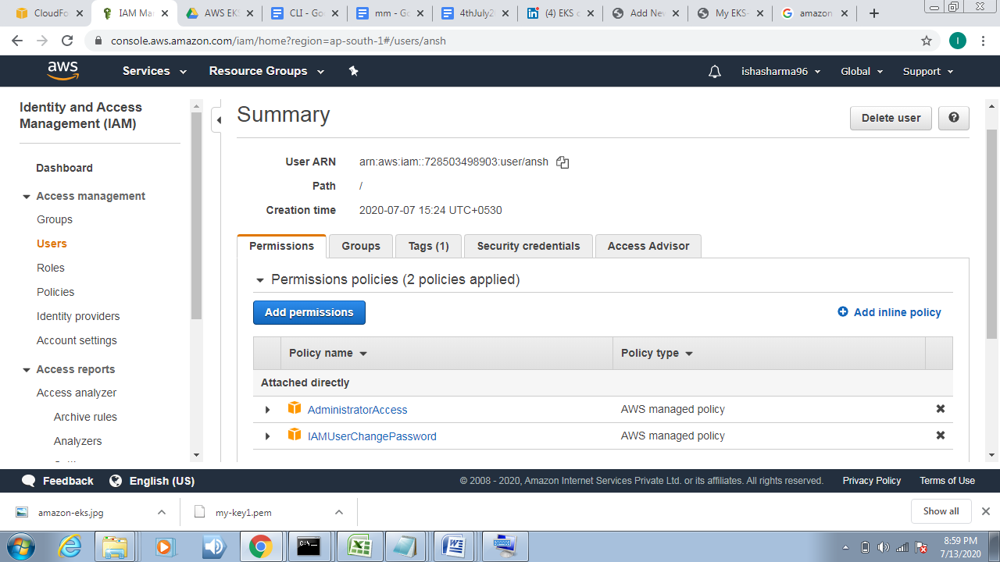 CloudFo
IAM Ma
AWS EKS
CLI - Go
mm - Go
4thJuly2
(4) EKS c
Add Nev
My EKS-
amazon
console.aws.amazon.com/iam/home?region=ap-south-1#/users/ansh
I
aws
Services
Resource Groups
ishasharma96
Global
Support
Identity and Access
Management (IAM)
Dashboard
Access management
Groups
Users
Roles
Policies
Identity providers
Account settings
Access reports
Access analyzer
Archive rules
Analyzers
Summary
Delete user
User ARN arn:aws:iam::728503498903:user/ansh
Path /
Creation time 2020-07-07 15:24 UTC+0530
Permissions
Groups
Tags (1)
Security credentials
Access Advisor
Permissions policies (2 policies applied)
Add permissions
Add inline policy
Policy name Policy type
Attached directly
AdministratorAccess AWS managed policy
IAMUserChangePassword AWS managed policy
Feedback
English (US)
© 2008 - 2020, Amazon Internet Services Private Ltd. or its affiliates. All rights reserved.
Privacy Policy
Terms of Use
amazon-eks.jpg
my-key1.pem
Show all
8:59 PM
7/13/2020